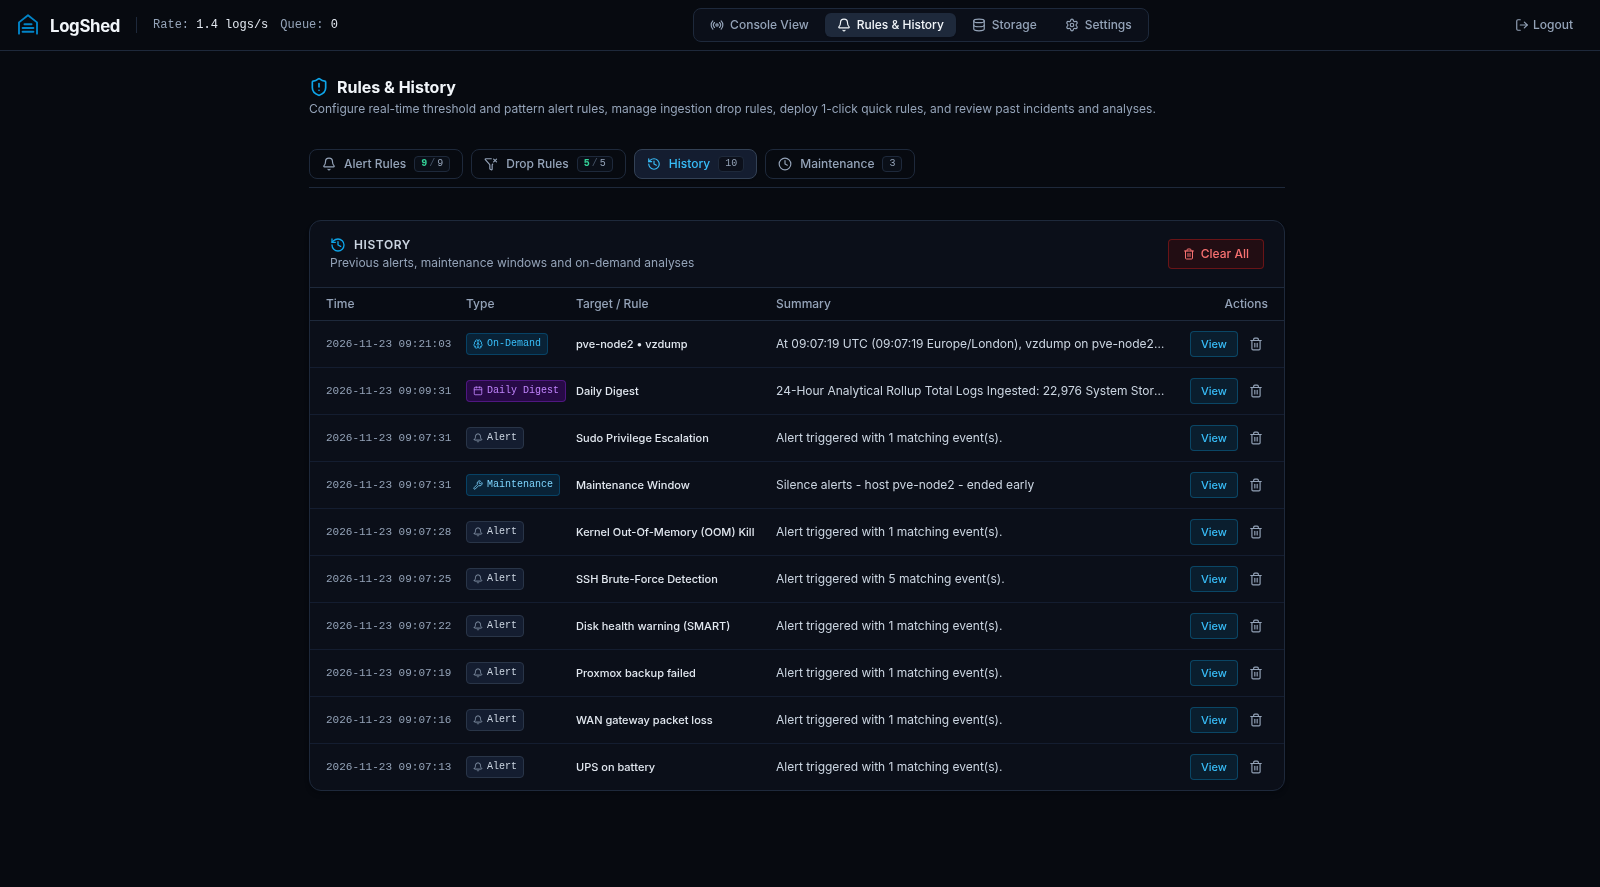 LogShed Rate: 1.4 logs/s Queue: 0 Console View Rules & History Storage Settings Logout
Rules & History
Configure real-time threshold and pattern alert rules, manage ingestion drop rules, deploy 1-click quick rules, and review past incidents and analyses.
Alert Rules 9/9 Drop Rules 5/5 History 10 Maintenance 3
HISTORY
Previous alerts, maintenance windows and on-demand analyses
Clear All
Time Type Target / Rule Summary Actions
2026-11-23 09:21:03 On-Demand pve-node2 • vzdump At 09:07:19 UTC (09:07:19 Europe/London), vzdump on pve-node2... View
2026-11-23 09:09:31 Daily Digest Daily Digest 24-Hour Analytical Rollup Total Logs Ingested: 22,976 System Stor... View
2026-11-23 09:07:31 Alert Sudo Privilege Escalation Alert triggered with 1 matching event(s). View
2026-11-23 09:07:31 Maintenance Maintenance Window Silence alerts - host pve-node2 - ended early View
2026-11-23 09:07:28 Alert Kernel Out-Of-Memory (OOM) Kill Alert triggered with 1 matching event(s). View
2026-11-23 09:07:25 Alert SSH Brute-Force Detection Alert triggered with 5 matching event(s). View
2026-11-23 09:07:22 Alert Disk health warning (SMART) Alert triggered with 1 matching event(s). View
2026-11-23 09:07:19 Alert Proxmox backup failed Alert triggered with 1 matching event(s). View
2026-11-23 09:07:16 Alert WAN gateway packet loss Alert triggered with 1 matching event(s). View
2026-11-23 09:07:13 Alert UPS on battery Alert triggered with 1 matching event(s). View